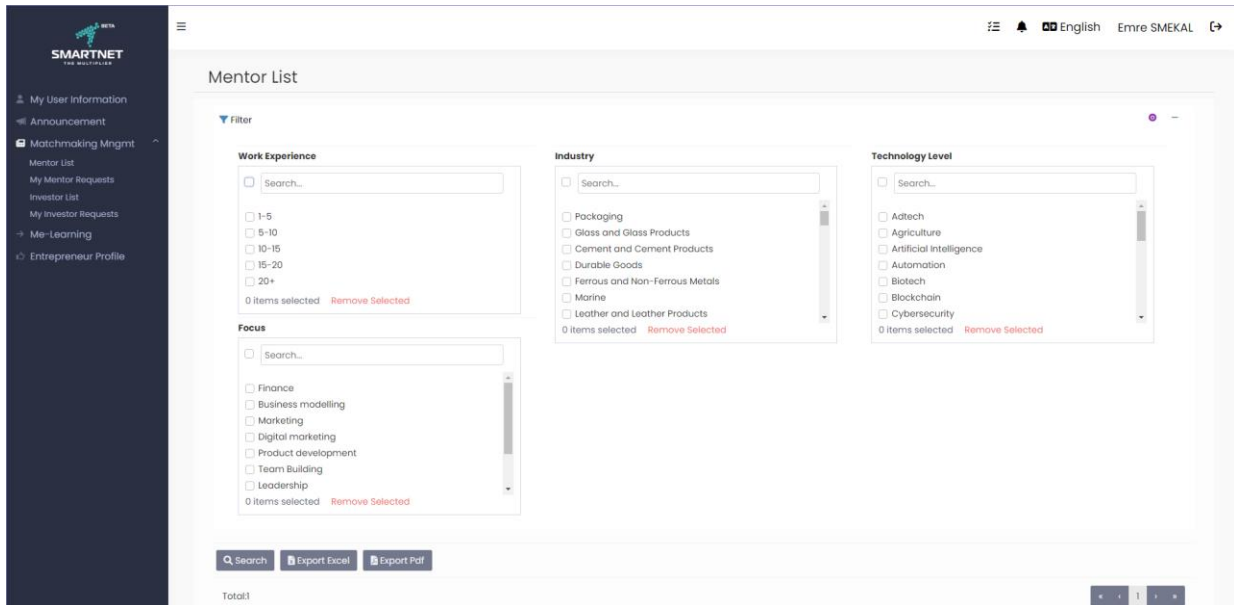 BETA
SMARTNET
THE MULTIPLIER
My User Information
Announcement
Matchmaking Mngmt
Mentor List
My Mentor Requests
Investor List
My Investor Requests
Me-Learning
Entrepreneur Profile
English Emre SMEKAL
Mentor List
Filter
Work Experience
Search...
1-5
5-10
10-15
15-20
20+
0 items selected Remove Selected
Focus
Search...
Finance
Business modelling
Marketing
Digital marketing
Product development
Team Building
Leadership
0 items selected Remove Selected
Industry
Search...
Packaging
Glass and Glass Products
Cement and Cement Products
Durable Goods
Ferrous and Non-Ferrous Metals
Marine
Leather and Leather Products
0 items selected Remove Selected
Technology Level
Search...
Adtech
Agriculture
Artificial Intelligence
Automation
Biotech
Blockchain
Cybersecurity
0 items selected Remove Selected
Search Export Excel Export Pdf
Total:1
« ‹ 1 › »